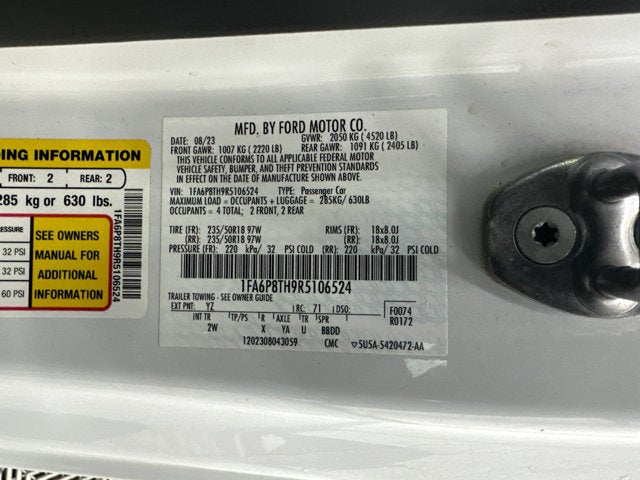 DING INFORMATION
FRONT: 2 REAR: 2
285 kg or 630 lbs.
PRESSURE
32 PSI
32 PSI
60 PSI
SEE OWNERS
MANUAL FOR
ADDITIONAL
INFORMATION
1FA6P8TH9R5106524
MFD. BY FORD MOTOR CO.
DATE: 08/23 GVWR: 2050 KG ( 4520 LB)
FRONT GAWR: 1007 KG ( 2220 LB) REAR GAWR: 1091 KG ( 2405 LB)
THIS VEHICLE CONFORMS TO ALL APPLICABLE FEDERAL MOTOR
VEHICLE SAFETY, BUMPER, AND THEFT PREVENTION STANDARDS
IN EFFECT ON THE DATE OF MANUFACTURE SHOWN ABOVE.
VIN: 1FA6P8TH9R5106524 TYPE: Passenger Car
MAXIMUM LOAD = OCCUPANTS + LUGGAGE = 285KG/ 630LB
OCCUPANTS = 4 TOTAL; 2 FRONT, 2 REAR
TIRE (FR): 235/50R18 97W RIMS (FR): 18x8.0J
(RR): 235/50R18 97W (RR): 18x8.0J
PRESSURE (FR): 220 kPa/ 32 PSI COLD (RR): 220 kPa/ 32 PSI COLD
1FA6P8TH9R5106524
TRAILER TOWING - SEE OWNER GUIDE
EXT PNT: YZ RC: 71 DSO: F0074
INT TR TP/PS R AXLE TR SPR R0172
2W X YA U BBDD
1202308043059 CMC 5U5A-5420472-AA